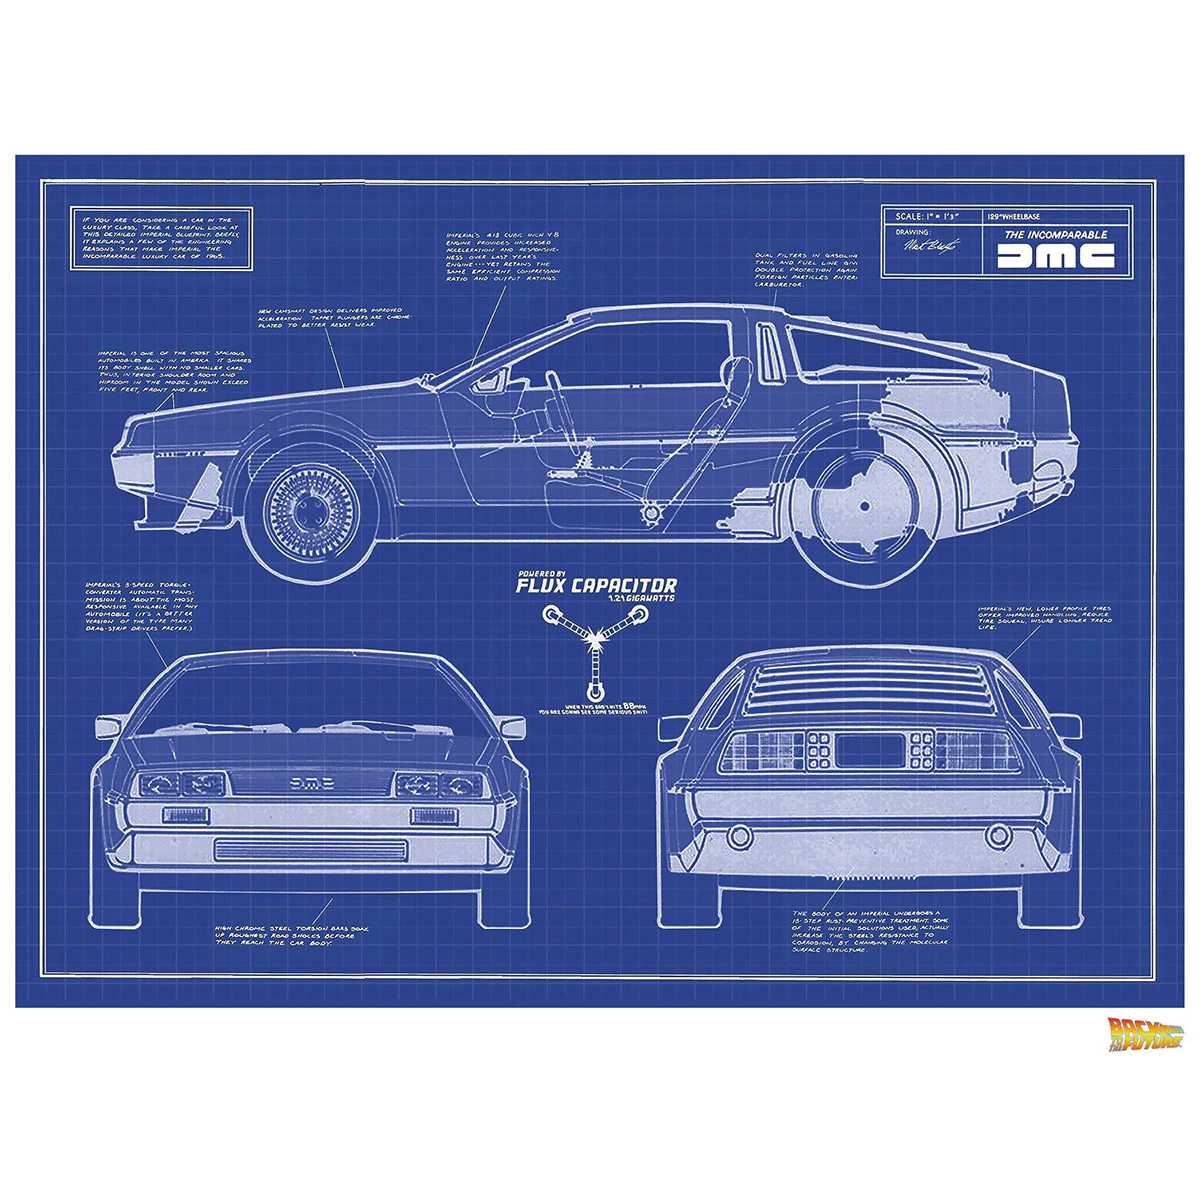 IF YOU ARE CONSIDERING A CAR IN THE
LUXURY CLASS, TAKE A CAREFUL LOOK AT
THIS DETAILED IMPERIAL BLUEPRINT. BRIEFLY,
IT EXPLAINS A FEW OF THE ENGINEERING
REASONS THAT MAKE IMPERIAL THE
INCOMPARABLE LUXURY CAR OF 1965.
SCALE: 1" = 1'3"
129" WHEELBASE
DRAWING:
THE INCOMPARABLE
DMC
IMPERIAL'S 413 CUBIC INCH V 8
ENGINE PROVIDES INCREASED
ACCELERATION AND RESPONSIVE-
NESS OVER LAST YEAR'S
ENGINE---YET RETAINS THE
SAME EFFICIENT COMPRESSION
RATIO AND OUTPUT RATINGS.
DUAL FILTERS IN GASOLINE
TANK AND FUEL LINE GIVE
DOUBLE PROTECTION AGAIN
FOREIGN PARTICLES ENTERI
CARBURETOR.
NEW CAMSHAFT DESIGN DELIVERS IMPROVED
ACCELERATION. TAPPET PLUNGERS ARE CHROME-
PLATED TO BETTER RESIST WEAR.
IMPERIAL IS ONE OF THE MOST SPACIOUS
AUTOMOBILES BUILT IN AMERICA. IT SHARES
ITS BODY SHELL WITH NO SMALLER CARS.
THUS, INTERIOR SHOULDER ROOM AND
HIPROOM IN THE MODEL SHOWN EXCEED
FIVE FEET, FRONT AND REAR.
POWERED BY
FLUX CAPACITOR
1.21 GIGAWATTS
WHEN THIS BABY HITS 88MPH
YOU ARE GONNA SEE SOME SERIOUS SHIT!
IMPERIAL'S 3-SPEED TORQUE-
CONVERTER AUTOMATIC TRANS-
MISSION IS ABOUT THE MOST
RESPONSIVE AVAILABLE IN ANY
AUTOMOBILE (IT'S A BETTER
VERSION OF THE TYPE MANY
DRAG-STRIP DRIVERS PREFER.)
IMPERIAL'S NEW, LOWER PROFILE TIRES
OFFER IMPROVED HANDLING, REDUCE
TIRE SQUEAL, INSURE LONGER TREAD
LIFE.
DMC
HIGH-CHROME STEEL TORSION BARS SOAK
UP ROUGHEST ROAD SHOCKS BEFORE
THEY REACH THE CAR BODY.
THE BODY OF AN IMPERIAL UNDERGOES A
15-STEP RUST-PREVENTIVE TREATMENT. SOME
OF THE INITIAL SOLUTIONS USED, ACTUALLY
INCREASE THE STEEL'S RESISTANCE TO
CORROSION, BY CHANGING THE MOLECULAR
SURFACE STRUCTURE.
BACK
TO THE FUTURE